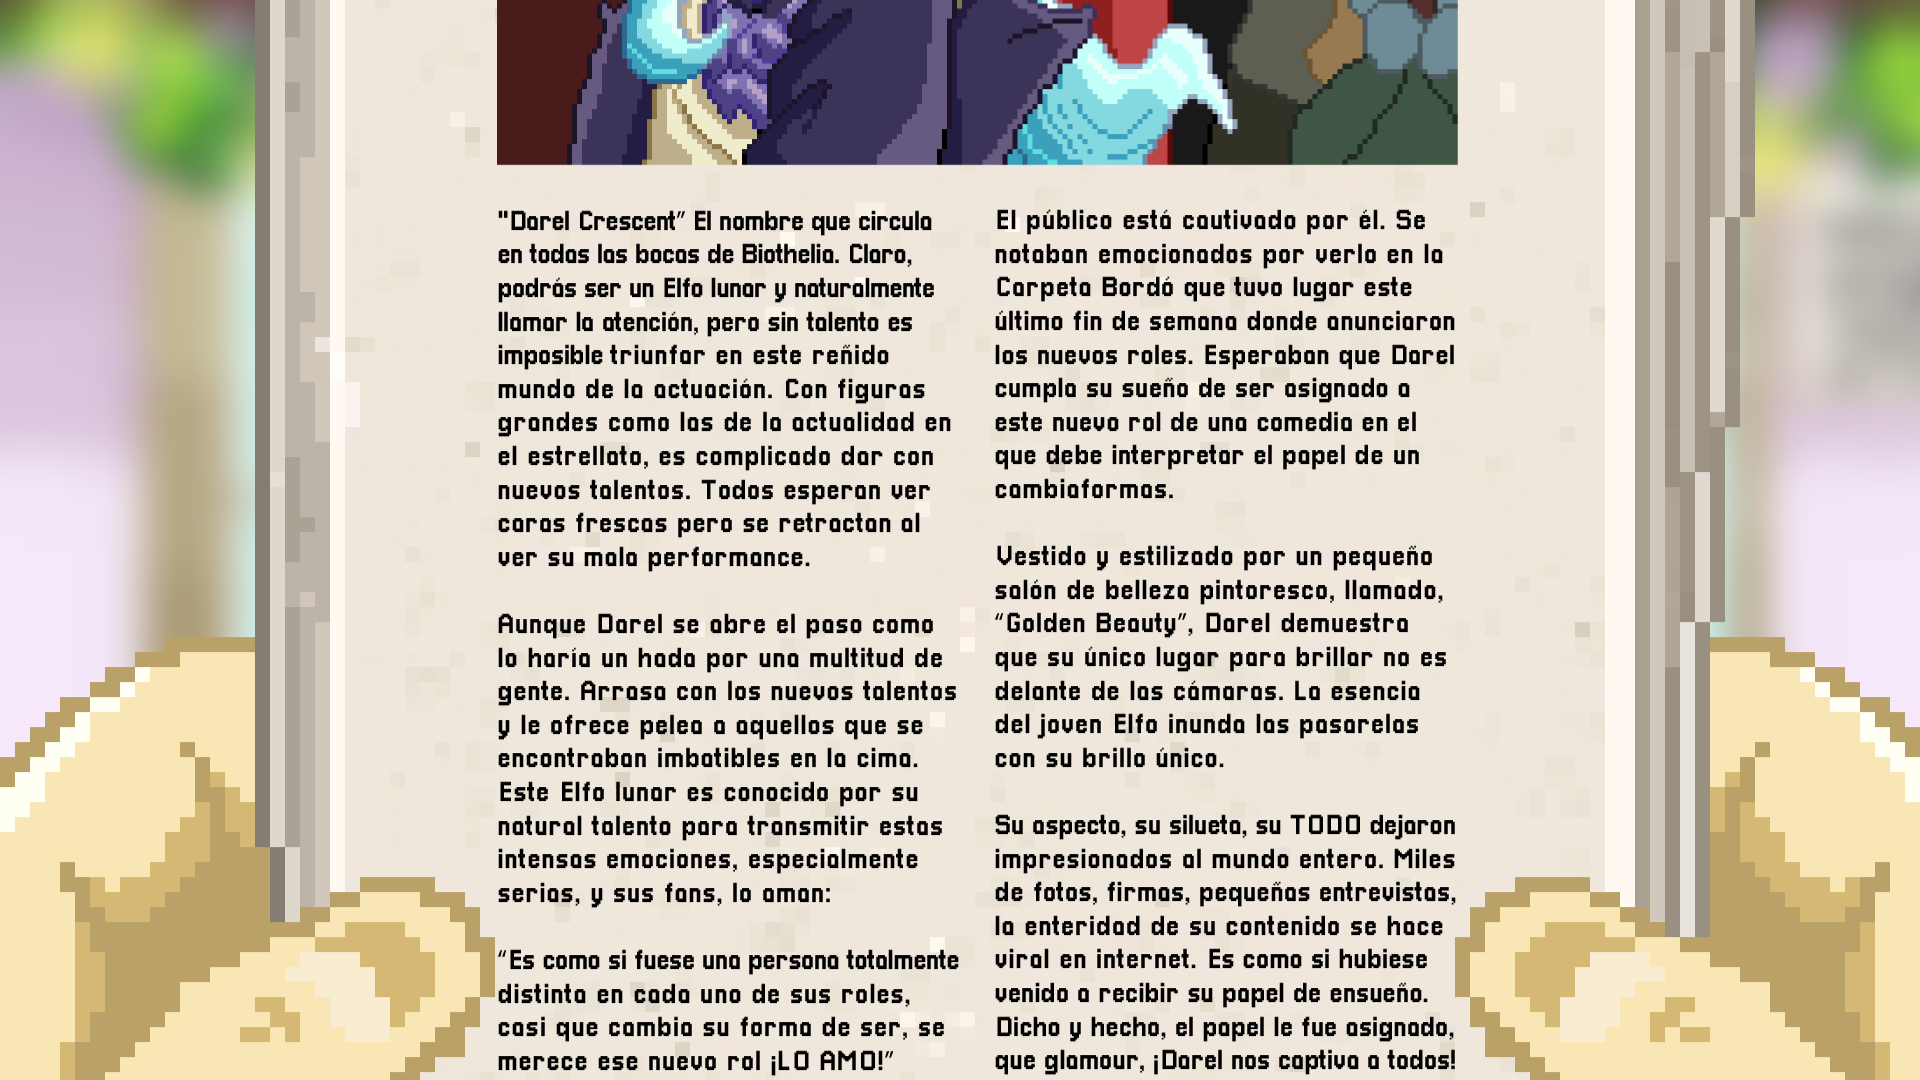 "Darel Crescent” El nombre que circula
en todas las bocas de Biothelia. Claro,
podrás ser un Elfo lunar y naturalmente
llamar la atención, pero sin talento es
imposible triunfar en este reñido
mundo de la actuación. Con figuras
grandes como las de la actualidad en
el estrellato, es complicado dar con
nuevos talentos. Todos esperan ver
caras frescas pero se retractan al
ver su mala performance.
Aunque Darel se abre el paso como
lo haría un hada por una multitud de
gente. Arrasa con los nuevos talentos
y le ofrece pelea a aquellos que se
encontraban imbatibles en la cima.
Este Elfo lunar es conocido por su
natural talento para transmitir estas
intensas emociones, especialmente
serias, y sus fans, lo aman:
“Es como si fuese una persona totalmente
distinta en cada uno de sus roles,
casi que cambia su forma de ser, se
merece ese nuevo rol ¡LO AMO!”
El público está cautivado por él. Se
notaban emocionados por verlo en la
Carpeta Bordó que tuvo lugar este
último fin de semana donde anunciaron
los nuevos roles. Esperaban que Darel
cumpla su sueño de ser asignado a
este nuevo rol de una comedia en el
que debe interpretar el papel de un
cambiaformas.
Vestido y estilizado por un pequeño
salón de belleza pintoresco, llamado,
“Golden Beauty”, Darel demuestra
que su único lugar para brillar no es
delante de las cámaras. La esencia
del joven Elfo inunda las pasarelas
con su brillo único.
Su aspecto, su silueta, su TODO dejaron
impresionados al mundo entero. Miles
de fotos, firmas, pequeñas entrevistas,
la enteridad de su contenido se hace
viral en internet. Es como si hubiese
venido a recibir su papel de ensueño.
Dicho y hecho, el papel le fue asignado,
que glamour, ¡Darel nos captiva a todos!